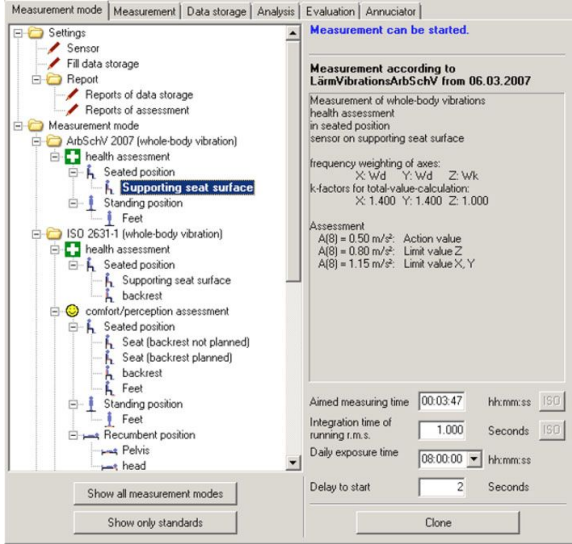 Measurement mode Measurement Data storage Analysis Evaluation Annuciator
Settings
Sensor
Fill data storage
Report
Reports of data storage
Reports of assessment
Measurement mode
ArbSchV 2007 (whole-body vibration)
health assessment
Seated position
Supporting seat surface
Standing position
Feet
ISO 2631-1 (whole-body vibration)
health assessment
Seated position
Supporting seat surface
backrest
comfort/perception assessment
Seated position
Seat (backrest not planned)
Seat (backrest planned)
backrest
Feet
Standing position
Feet
Recumbent position
Pelvis
head
Show all measurement modes
Show only standards
Measurement can be started.
Measurement according to
LärmVibrationsArbSchV from 06.03.2007
Measurement of whole-body vibrations
health assessment
in seated position
sensor on supporting seat surface
frequency weighting of axes:
X: Wd Y: Wd Z: Wk
k-factors for total-value-calculation:
X: 1.400 Y: 1.400 Z: 1.000
Assessment
A(8) = 0.50 m/s²: Action value
A(8) = 0.80 m/s²: Limit value Z
A(8) = 1.15 m/s²: Limit value X, Y
Aimed measuring time 00:03:47 hh:mm:ss ISO
Integration time of
running r.m.s. 1.000 Seconds ISO
Daily exposure time 08:00:00 hh:mm:ss
Delay to start 2 Seconds
Clone